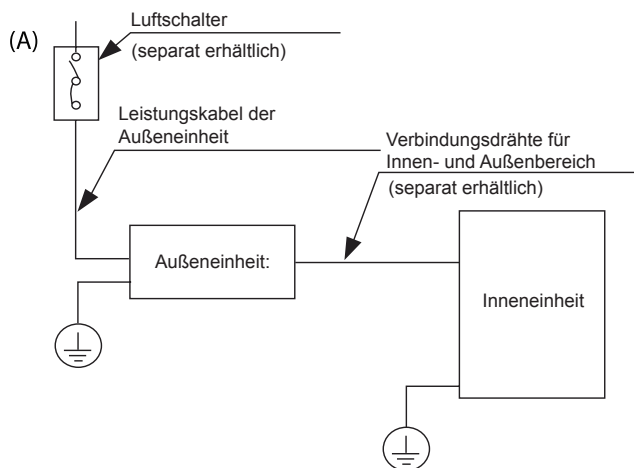 (A)
Luftschalter
(separat erhältlich)
Leistungskabel der
Außeneinheit
Verbindungsdrähte für
Innen- und Außenbereich
(separat erhältlich)
Außeneinheit:
Inneneinheit